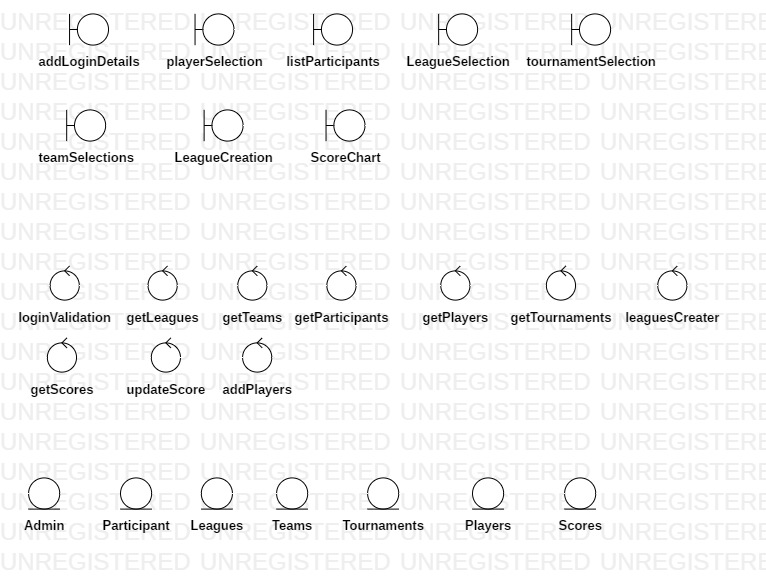 addLoginDetails playerSelection listParticipants LeagueSelection tournamentSelection
teamSelections LeagueCreation ScoreChart
loginValidation getLeagues getTeams getParticipants getPlayers getTournaments leaguesCreater
getScores updateScore addPlayers
Admin Participant Leagues Teams Tournaments Players Scores
UNREGISTERED UNREGISTERED UNREGISTERED UNREGISTERED